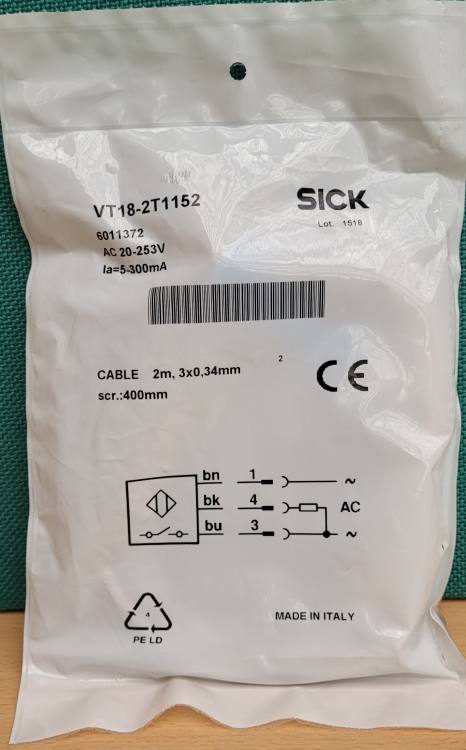 VT18-2T1152
SICK
Lot. 1516
6011372
AC 20-253V
Ia=5-300mA
CABLE 2m, 3x0,34mm 2
scr.:400mm
CE
bn 1 ~
bk 4 AC
bu 3 ~
4
PE LD
MADE IN ITALY